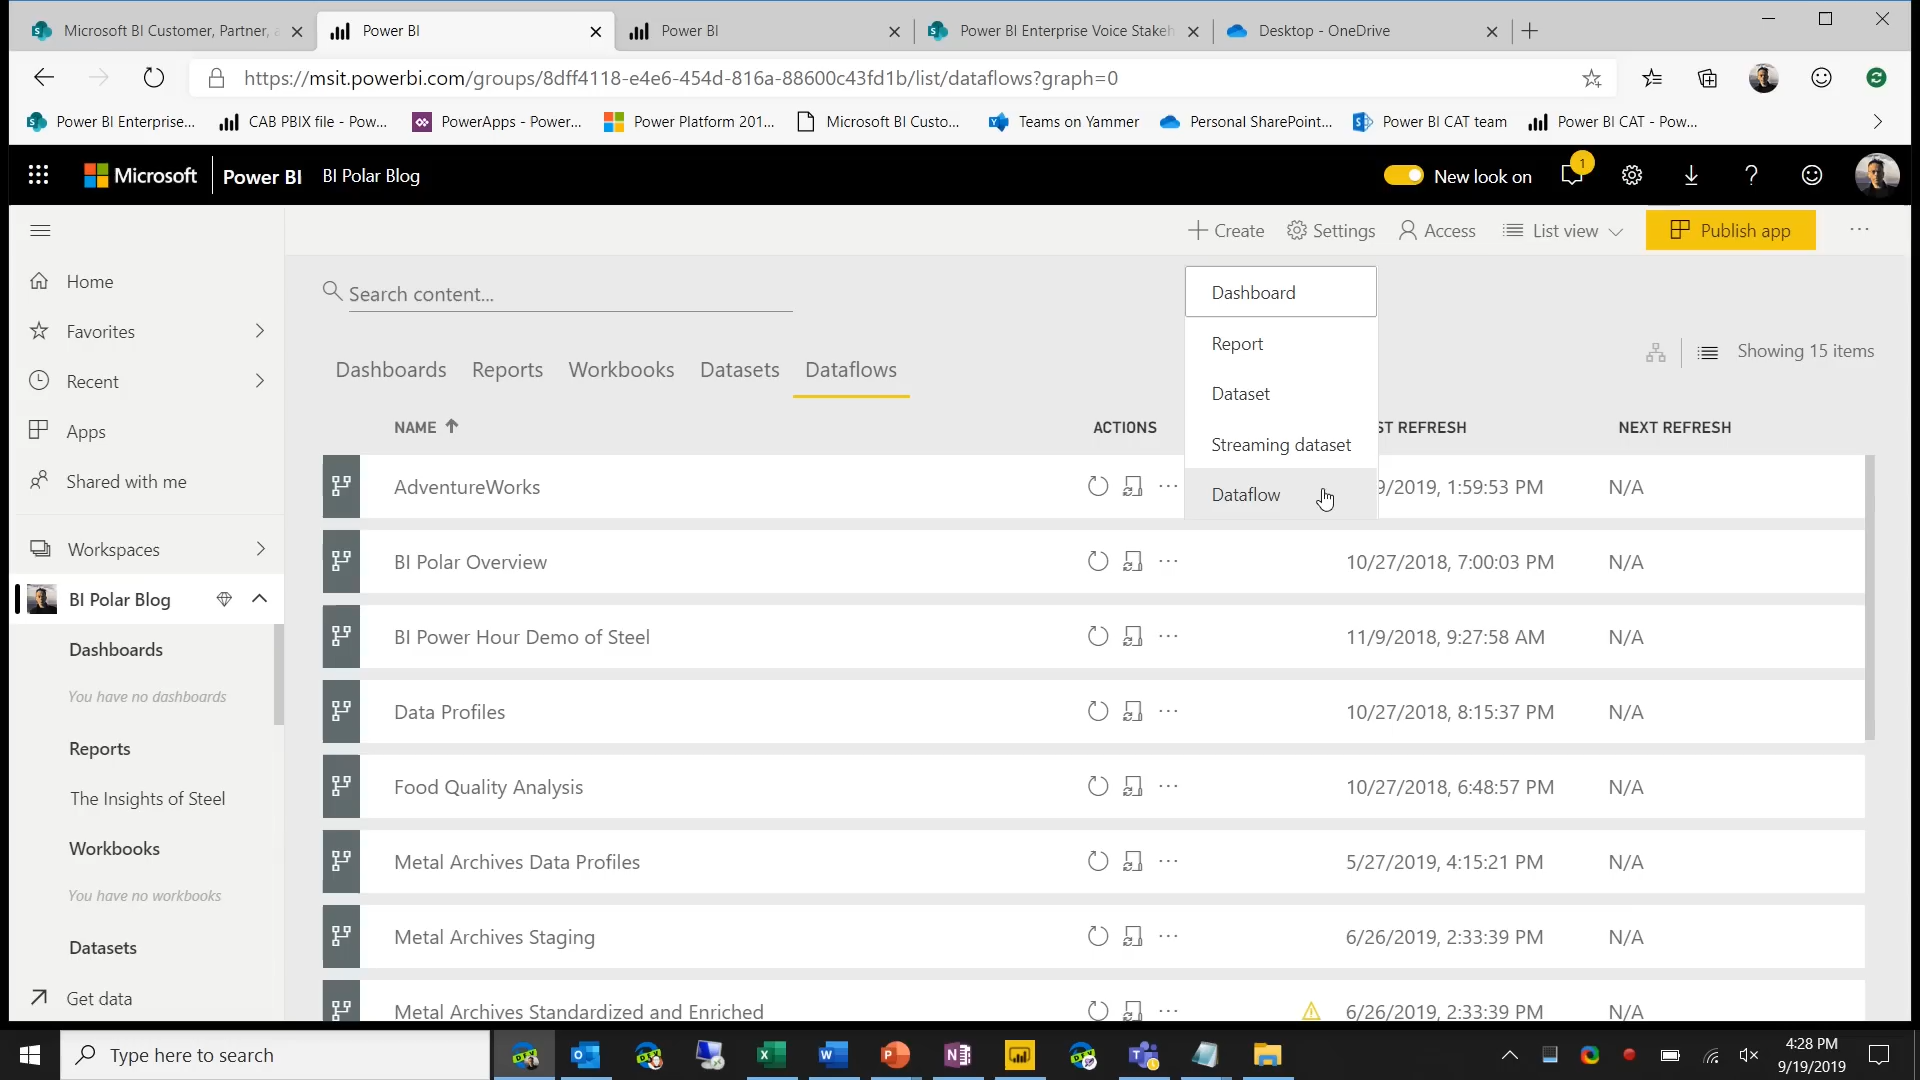 Microsoft BI Customer, Partner,
Power BI
Power BI
Power BI Enterprise Voice Stakeh
Desktop - OneDrive
https://msit.powerbi.com/groups/8dff4118-e4e6-454d-816a-88600c43fd1b/list/dataflows?graph=0
Power BI Enterprise...
CAB PBIX file - Pow...
PowerApps - Power...
Power Platform 201...
Microsoft BI Custo...
Teams on Yammer
Personal SharePoint...
Power BI CAT team
Power BI CAT - Pow...
Microsoft
Power BI
BI Polar Blog
New look on
1
Create
Settings
Access
List view
Publish app
Home
Favorites
Recent
Apps
Shared with me
Workspaces
BI Polar Blog
Dashboards
You have no dashboards
Reports
The Insights of Steel
Workbooks
You have no workbooks
Datasets
Get data
Search content...
Dashboard
Report
Dataset
Streaming dataset
Dataflow
Dashboards
Reports
Workbooks
Datasets
Dataflows
Showing 15 items
NAME
ACTIONS
ST REFRESH
NEXT REFRESH
AdventureWorks
9/2019, 1:59:53 PM
N/A
BI Polar Overview
10/27/2018, 7:00:03 PM
N/A
BI Power Hour Demo of Steel
11/9/2018, 9:27:58 AM
N/A
Data Profiles
10/27/2018, 8:15:37 PM
N/A
Food Quality Analysis
10/27/2018, 6:48:57 PM
N/A
Metal Archives Data Profiles
5/27/2019, 4:15:21 PM
N/A
Metal Archives Staging
6/26/2019, 2:33:39 PM
N/A
Metal Archives Standardized and Enriched
6/26/2019, 2:33:39 PM
N/A
Type here to search
4:28 PM
9/19/2019